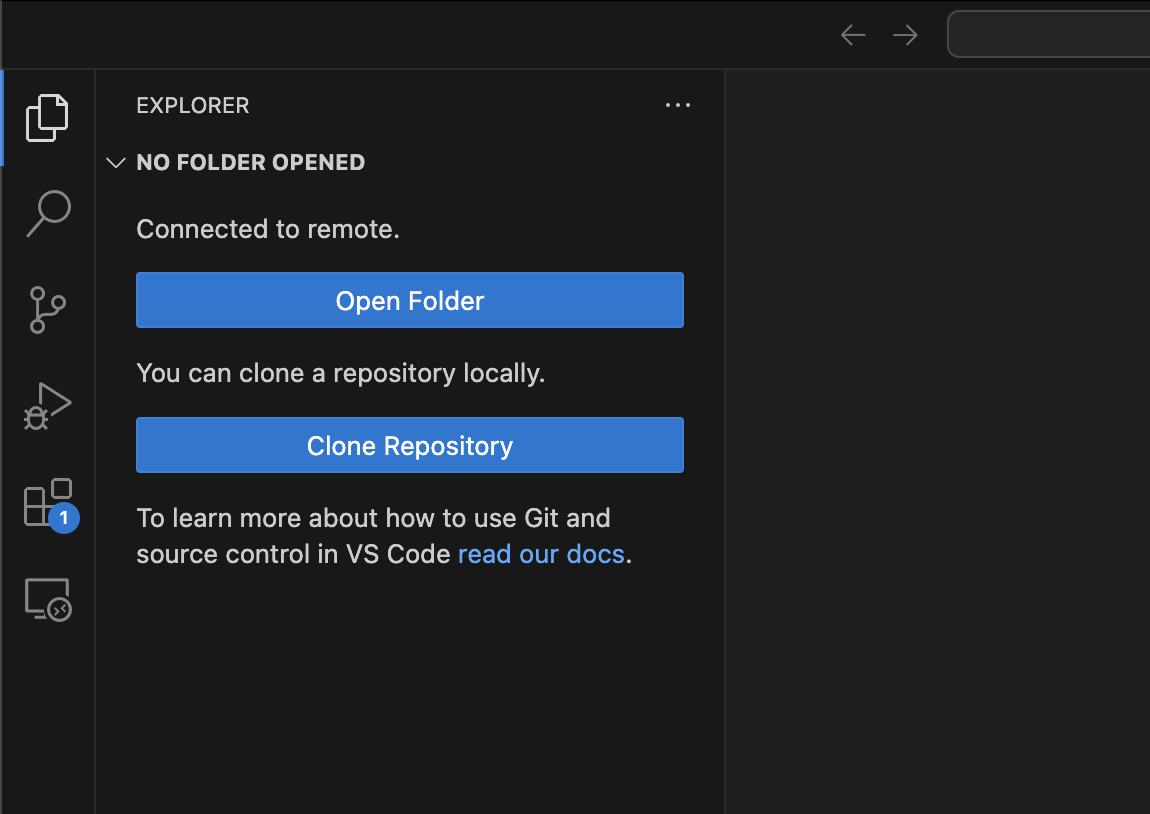 EXPLORER
NO FOLDER OPENED
Connected to remote.
Open Folder
You can clone a repository locally.
Clone Repository
1
To learn more about how to use Git and
source control in VS Code read our docs.